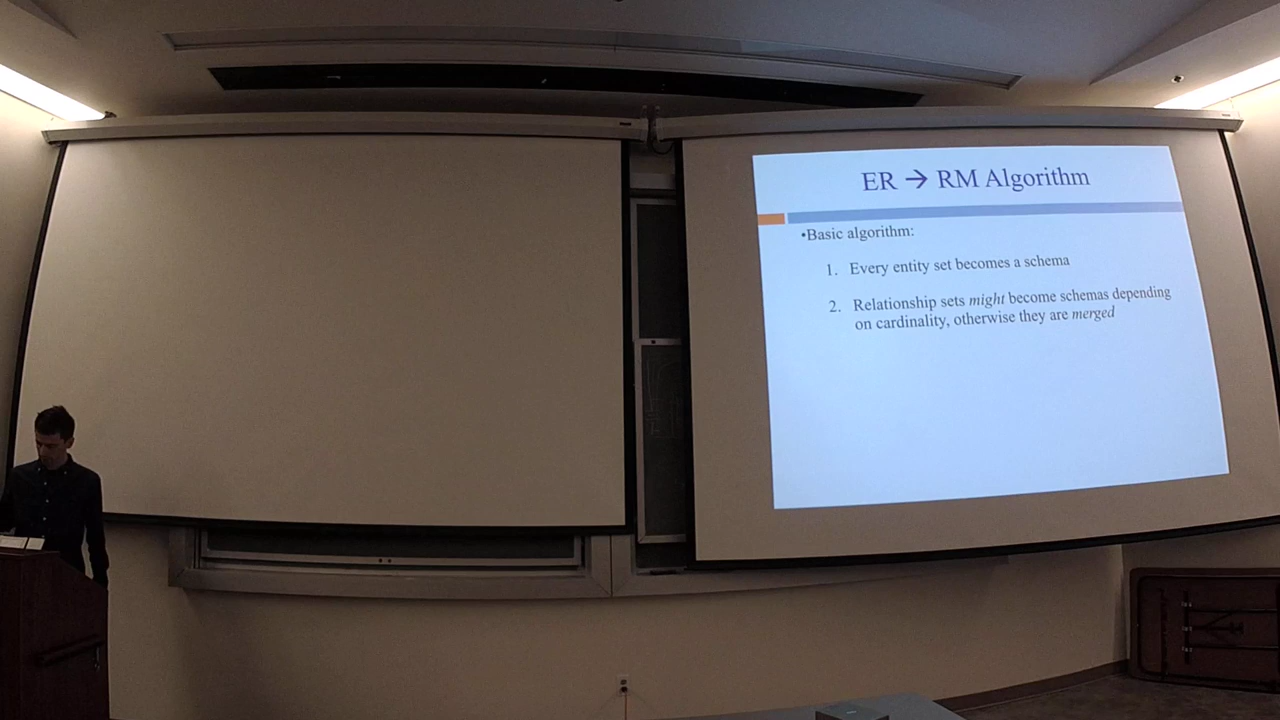 ER → RM Algorithm
•Basic algorithm:
1. Every entity set becomes a schema
2. Relationship sets might become schemas depending
on cardinality, otherwise they are merged